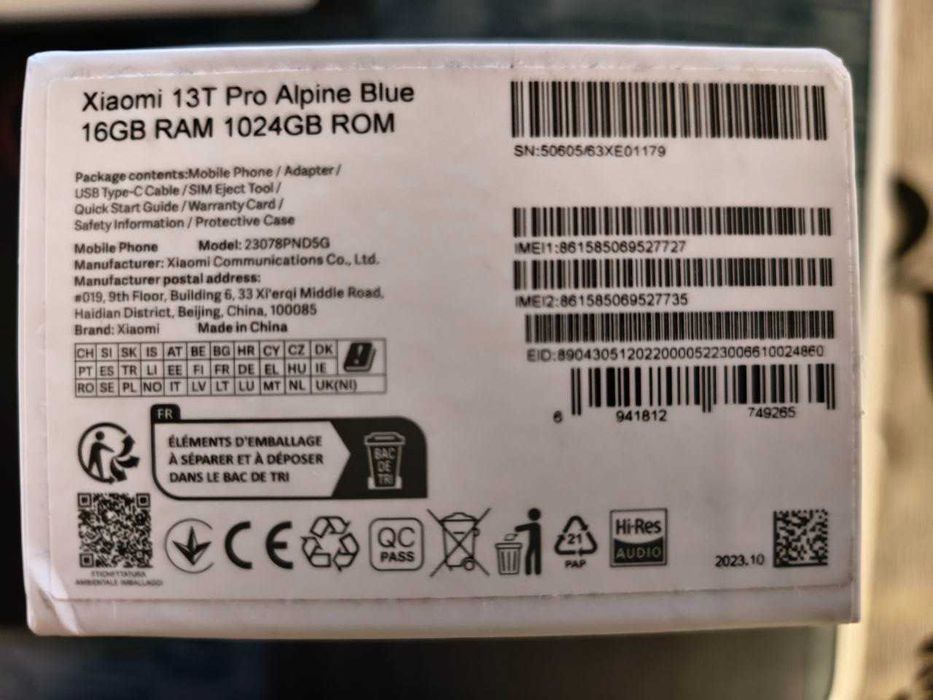 Xiaomi 13T Pro Alpine Blue
16GB RAM 1024GB ROM
Package contents:Mobile Phone / Adapter /
USB Type-C Cable / SIM Eject Tool /
Quick Start Guide / Warranty Card /
Safety Information / Protective Case
Mobile Phone Model: 23078PND5G
Manufacturer: Xiaomi Communications Co., Ltd.
Manufacturer postal address:
#019, 9th Floor, Building 6, 33 Xi'erqi Middle Road,
Haidian District, Beijing, China, 100085
Brand: Xiaomi Made in China
CH SI SK IS AT BE BG HR CY CZ DK
PT ES TR LI EE FI FR DE EL HU IE
RO SE PL NO IT LV LT LU MT NL UK(NI)
SN:50605/63XE01179
IMEI1:861585069527727
IMEI2:861585069527735
EID:89043051202200005223006610024860
6 941812 749265
FR
ÉLÉMENTS D'EMBALLAGE
À SÉPARER ET À DÉPOSER
DANS LE BAC DE TRI
BAC
DE
TRI
ETICHETTATURA
AMBIENTALE IMBALLAGGI
CE
QC
PASS
21
PAP
Hi-Res
AUDIO
2023.10